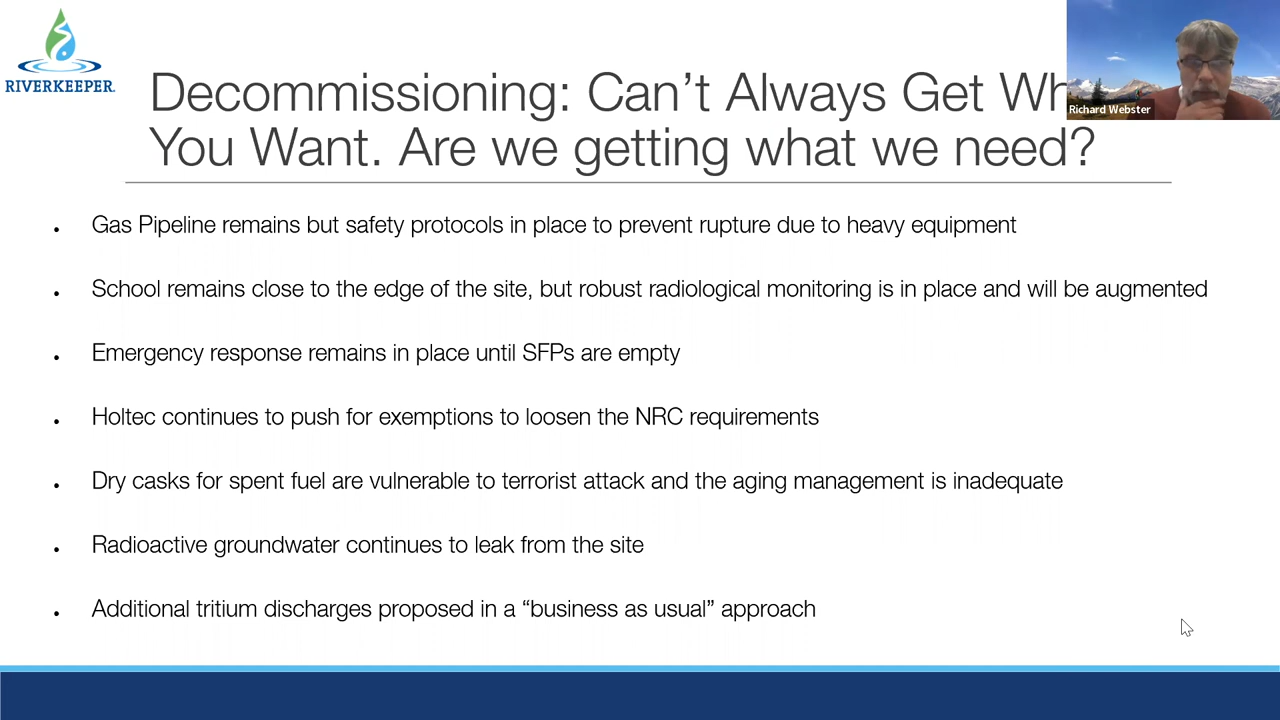 RIVERKEEPER.
Richard Webster
Decommissioning: Can’t Always Get Wh
You Want. Are we getting what we need?
• Gas Pipeline remains but safety protocols in place to prevent rupture due to heavy equipment
• School remains close to the edge of the site, but robust radiological monitoring is in place and will be augmented
• Emergency response remains in place until SFPs are empty
• Holtec continues to push for exemptions to loosen the NRC requirements
• Dry casks for spent fuel are vulnerable to terrorist attack and the aging management is inadequate
• Radioactive groundwater continues to leak from the site
• Additional tritium discharges proposed in a “business as usual” approach